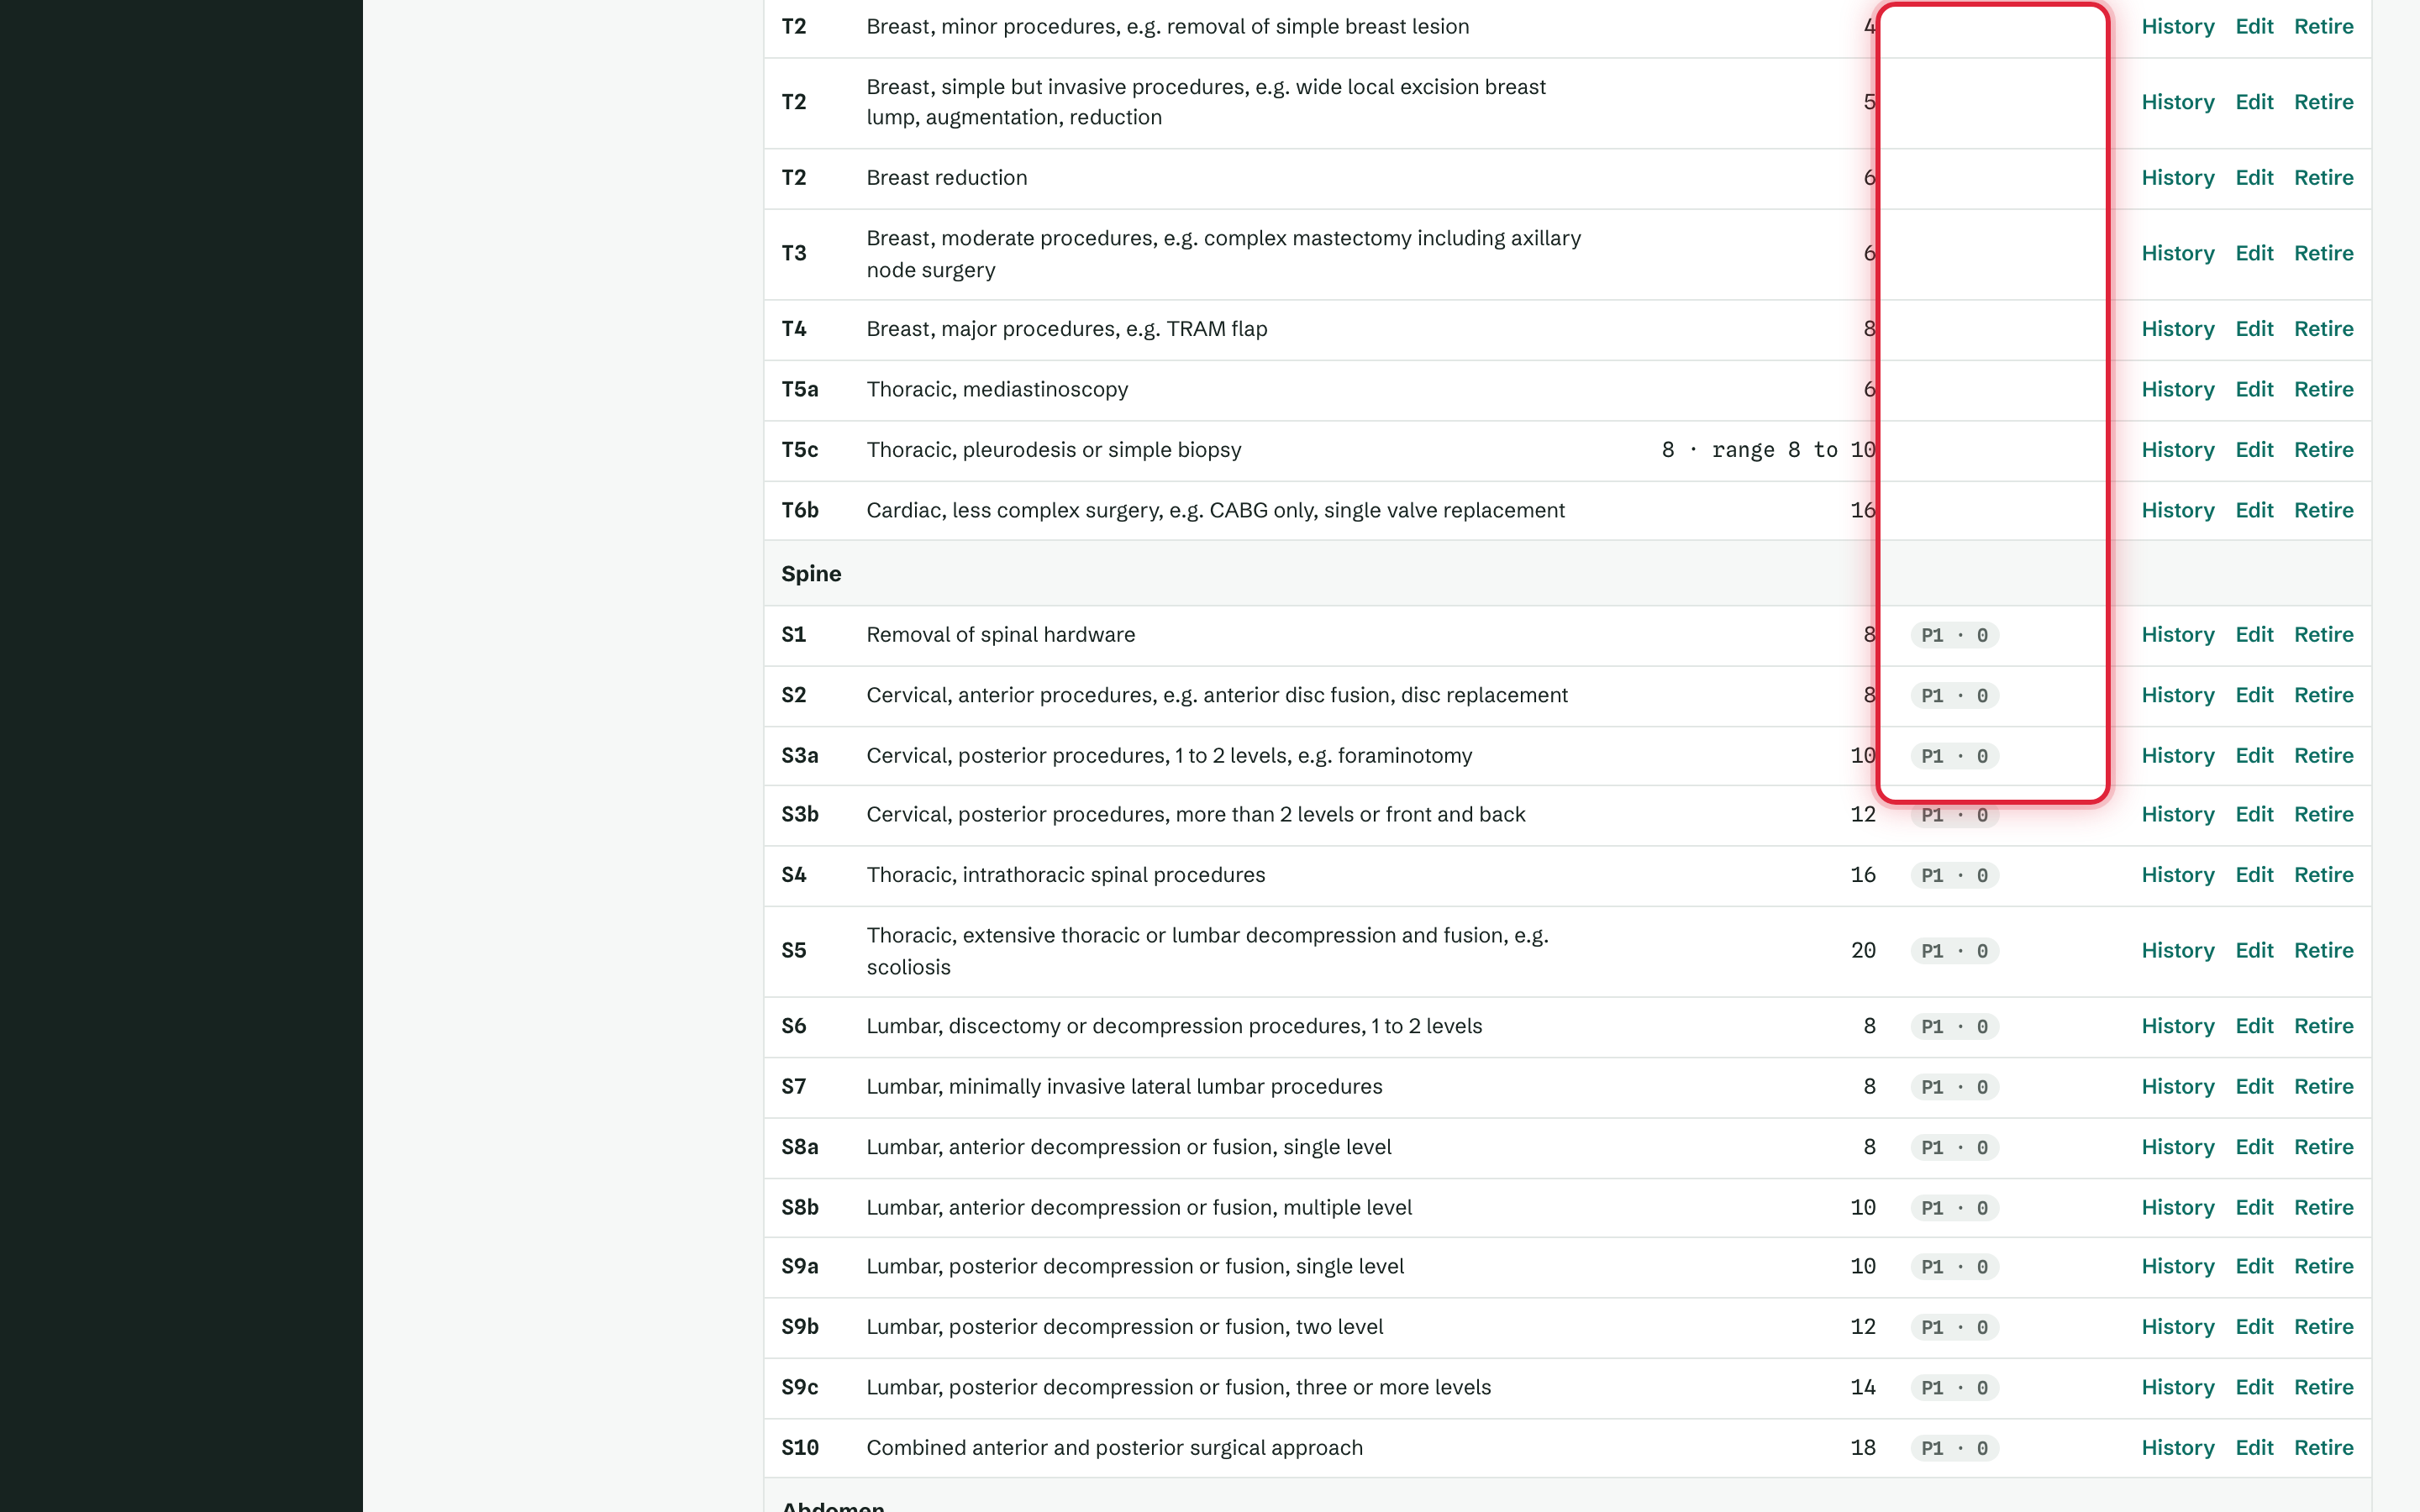 T2 Breast, minor procedures, e.g. removal of simple breast lesion 4 History Edit Retire
T2 Breast, simple but invasive procedures, e.g. wide local excision breast
lump, augmentation, reduction 5 History Edit Retire
T2 Breast reduction 6 History Edit Retire
T3 Breast, moderate procedures, e.g. complex mastectomy including axillary
node surgery 6 History Edit Retire
T4 Breast, major procedures, e.g. TRAM flap 8 History Edit Retire
T5a Thoracic, mediastinoscopy 6 History Edit Retire
T5c Thoracic, pleurodesis or simple biopsy 8 · range 8 to 10 History Edit Retire
T6b Cardiac, less complex surgery, e.g. CABG only, single valve replacement 16 History Edit Retire
Spine
S1 Removal of spinal hardware 8 P1 · 0 History Edit Retire
S2 Cervical, anterior procedures, e.g. anterior disc fusion, disc replacement 8 P1 · 0 History Edit Retire
S3a Cervical, posterior procedures, 1 to 2 levels, e.g. foraminotomy 10 P1 · 0 History Edit Retire
S3b Cervical, posterior procedures, more than 2 levels or front and back 12 P1 · 0 History Edit Retire
S4 Thoracic, intrathoracic spinal procedures 16 P1 · 0 History Edit Retire
S5 Thoracic, extensive thoracic or lumbar decompression and fusion, e.g.
scoliosis 20 P1 · 0 History Edit Retire
S6 Lumbar, discectomy or decompression procedures, 1 to 2 levels 8 P1 · 0 History Edit Retire
S7 Lumbar, minimally invasive lateral lumbar procedures 8 P1 · 0 History Edit Retire
S8a Lumbar, anterior decompression or fusion, single level 8 P1 · 0 History Edit Retire
S8b Lumbar, anterior decompression or fusion, multiple level 10 P1 · 0 History Edit Retire
S9a Lumbar, posterior decompression or fusion, single level 10 P1 · 0 History Edit Retire
S9b Lumbar, posterior decompression or fusion, two level 12 P1 · 0 History Edit Retire
S9c Lumbar, posterior decompression or fusion, three or more levels 14 P1 · 0 History Edit Retire
S10 Combined anterior and posterior surgical approach 18 P1 · 0 History Edit Retire
Abdomen